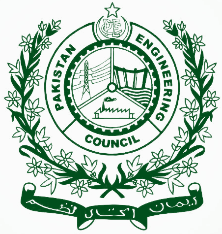 PAKISTAN ENGINEERING COUNCIL
ایمان اتحاد نظم